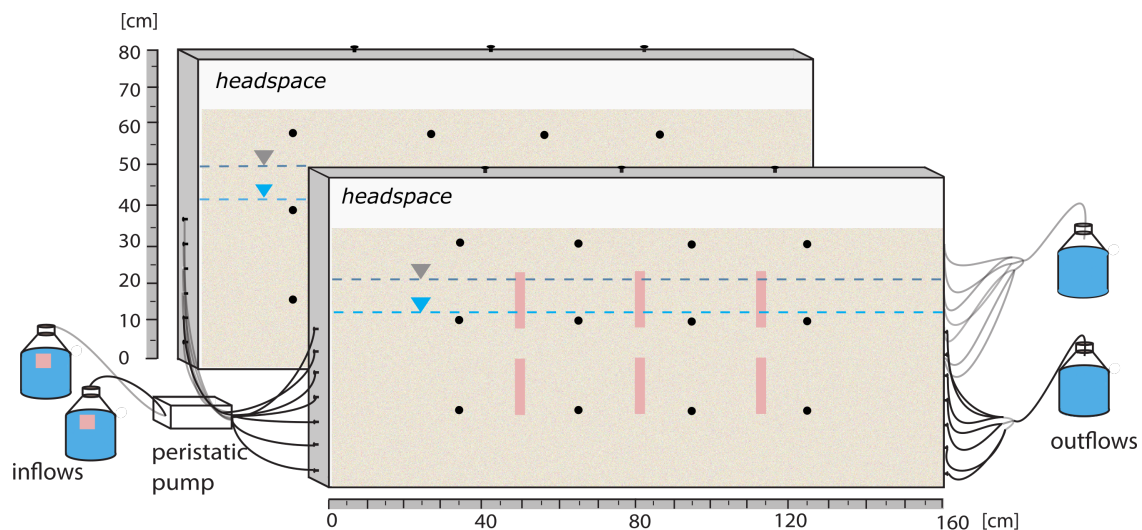 [cm]
80
70
60
50
40
30
20
10
0
headspace
headspace
inflows
peristatic
pump
outflows
0
40
80
120
160
[cm]